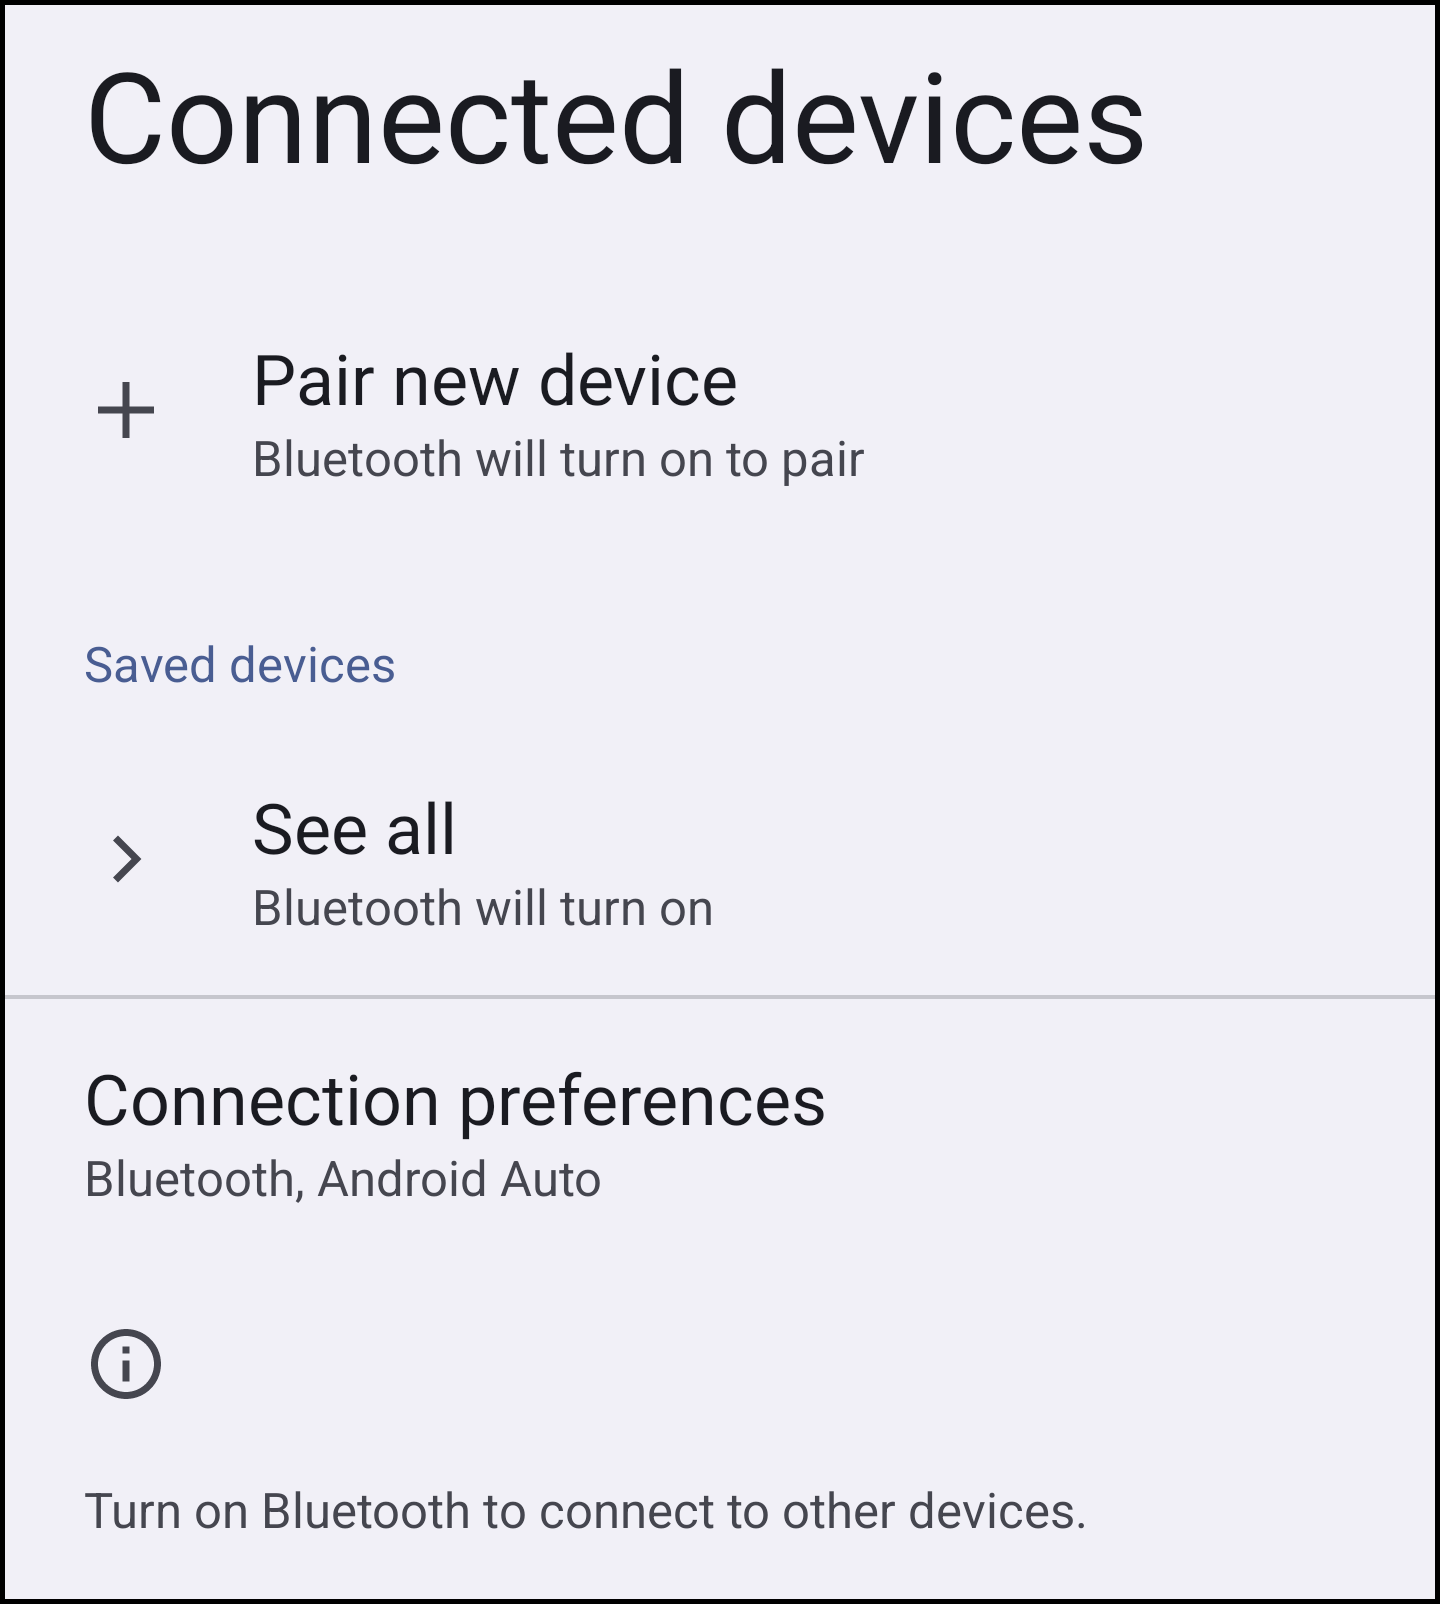 Connected devices
Pair new device
Bluetooth will turn on to pair
Saved devices
See all
Bluetooth will turn on
Connection preferences
Bluetooth, Android Auto
Turn on Bluetooth to connect to other devices.